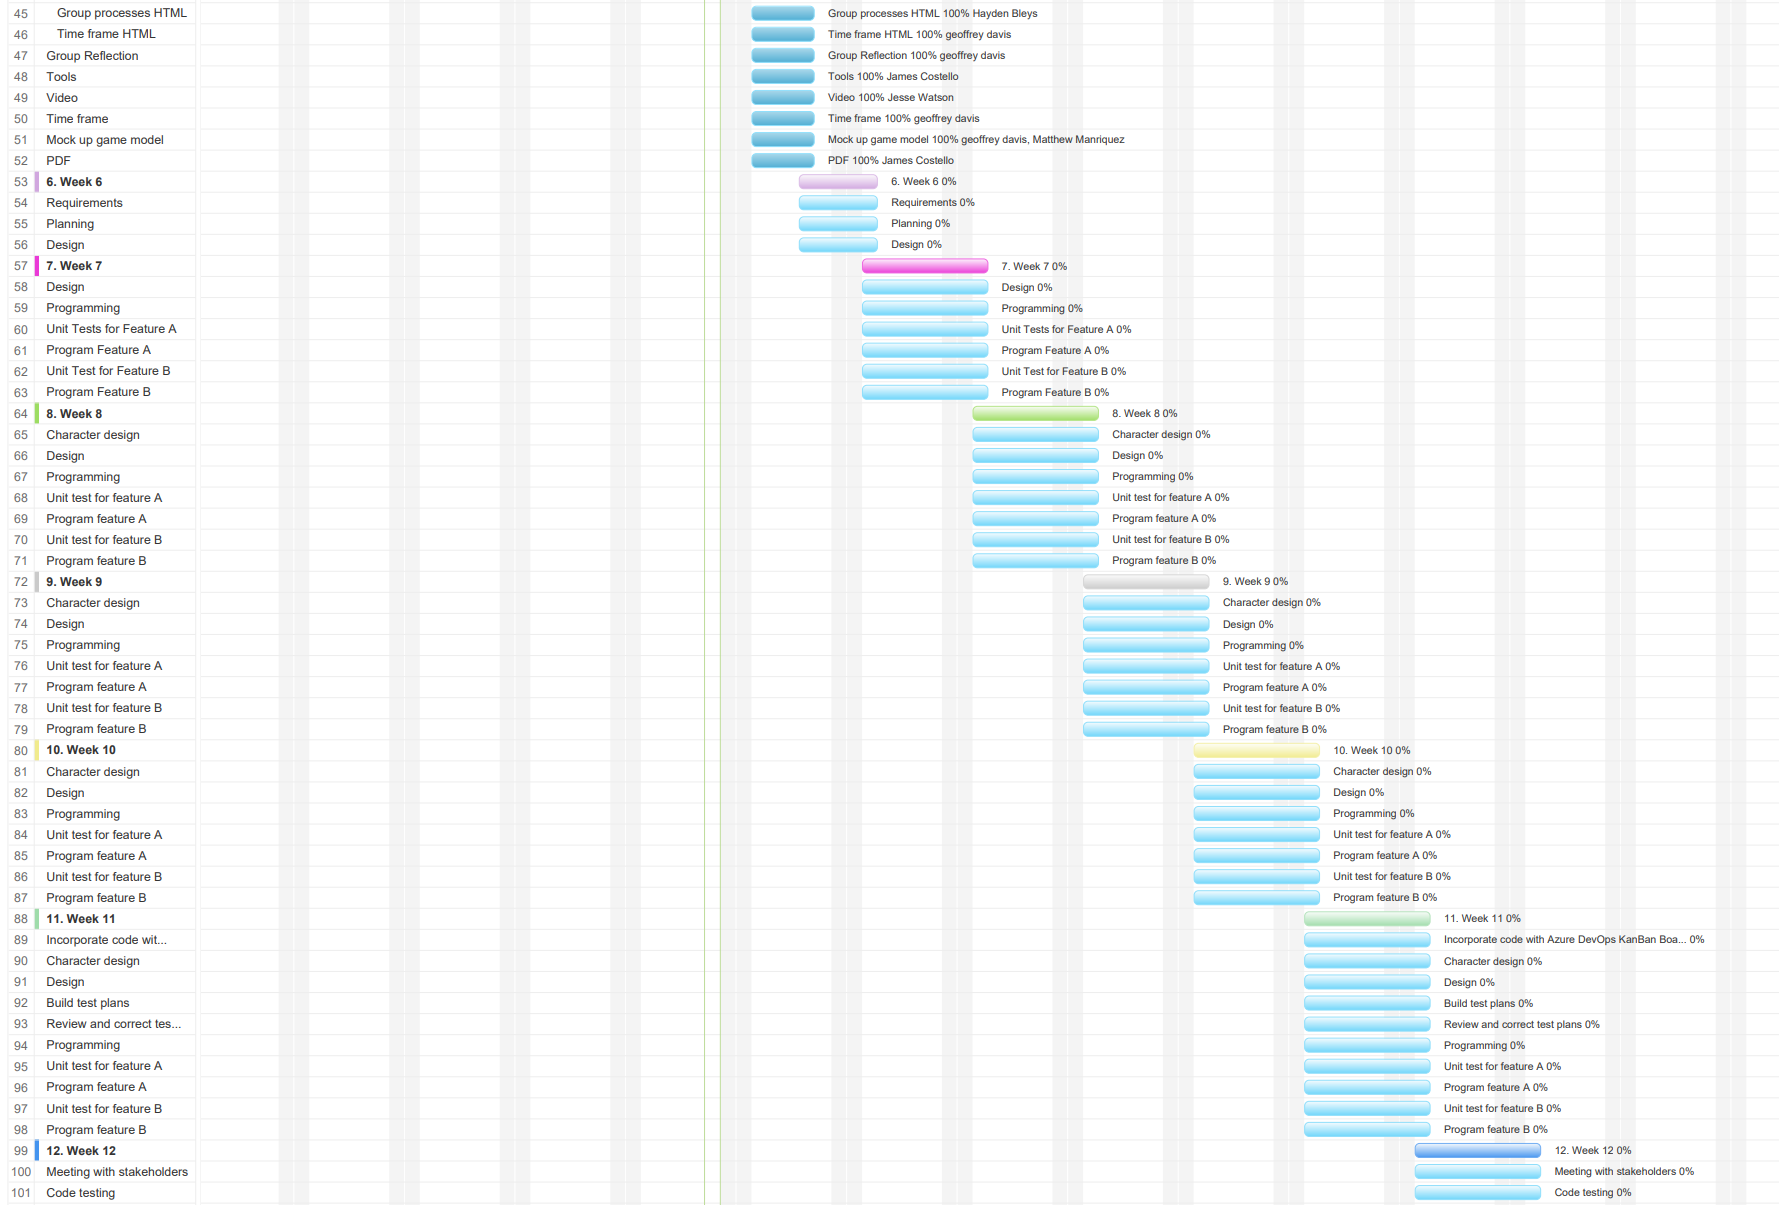 45 Group processes HTML Group processes HTML 100% Hayden Bleys
46 Time frame HTML Time frame HTML 100% geoffrey davis
47 Group Reflection Group Reflection 100% geoffrey davis
48 Tools Tools 100% James Costello
49 Video Video 100% Jesse Watson
50 Time frame Time frame 100% geoffrey davis
51 Mock up game model Mock up game model 100% geoffrey davis, Matthew Manriquez
52 PDF PDF 100% James Costello
53 6. Week 6 6. Week 6 0%
54 Requirements Requirements 0%
55 Planning Planning 0%
56 Design Design 0%
57 7. Week 7 7. Week 7 0%
58 Design Design 0%
59 Programming Programming 0%
60 Unit Tests for Feature A Unit Tests for Feature A 0%
61 Program Feature A Program Feature A 0%
62 Unit Test for Feature B Unit Test for Feature B 0%
63 Program Feature B Program Feature B 0%
64 8. Week 8 8. Week 8 0%
65 Character design Character design 0%
66 Design Design 0%
67 Programming Programming 0%
68 Unit test for feature A Unit test for feature A 0%
69 Program feature A Program feature A 0%
70 Unit test for feature B Unit test for feature B 0%
71 Program feature B Program feature B 0%
72 9. Week 9 9. Week 9 0%
73 Character design Character design 0%
74 Design Design 0%
75 Programming Programming 0%
76 Unit test for feature A Unit test for feature A 0%
77 Program feature A Program feature A 0%
78 Unit test for feature B Unit test for feature B 0%
79 Program feature B Program feature B 0%
80 10. Week 10 10. Week 10 0%
81 Character design Character design 0%
82 Design Design 0%
83 Programming Programming 0%
84 Unit test for feature A Unit test for feature A 0%
85 Program feature A Program feature A 0%
86 Unit test for feature B Unit test for feature B 0%
87 Program feature B Program feature B 0%
88 11. Week 11 11. Week 11 0%
89 Incorporate code wit... Incorporate code with Azure DevOps KanBan Boa... 0%
90 Character design Character design 0%
91 Design Design 0%
92 Build test plans Build test plans 0%
93 Review and correct tes... Review and correct test plans 0%
94 Programming Programming 0%
95 Unit test for feature A Unit test for feature A 0%
96 Program feature A Program feature A 0%
97 Unit test for feature B Unit test for feature B 0%
98 Program feature B Program feature B 0%
99 12. Week 12 12. Week 12 0%
100 Meeting with stakeholders Meeting with stakeholders 0%
101 Code testing Code testing 0%